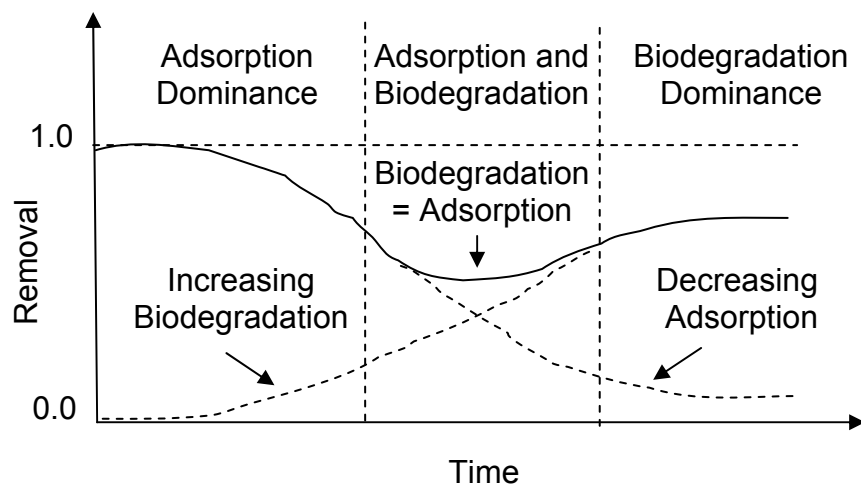 Adsorption
Dominance
Adsorption and
Biodegradation
Biodegradation
Dominance
1.0
Biodegradation
= Adsorption
Removal
Increasing
Biodegradation
Decreasing
Adsorption
0.0
Time